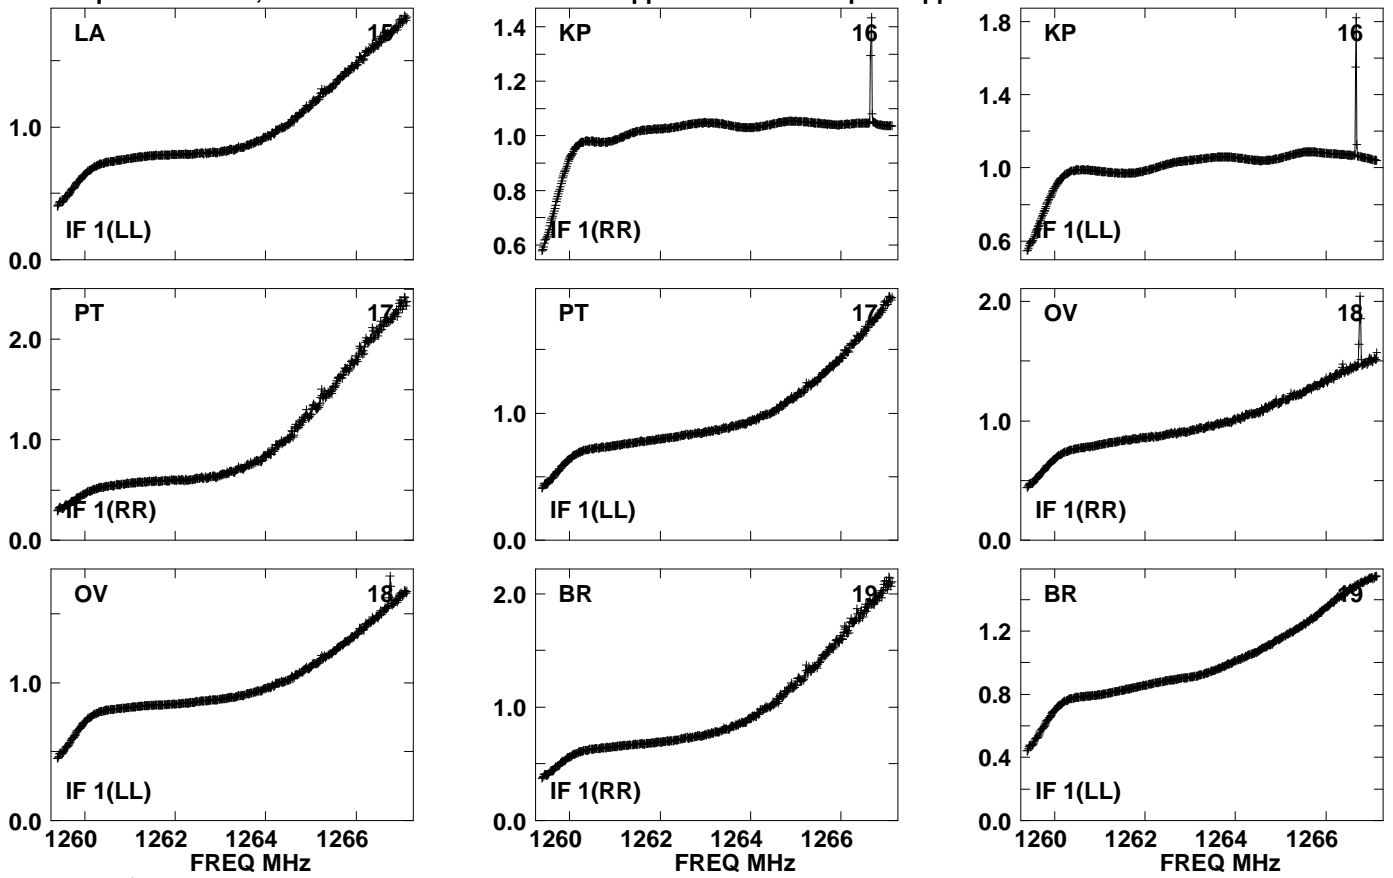 LA 15 KP 16 KP 16
1.4 1.8
1.2 1.4
1.0 1.0 1.0
0.8
IF 1(LL) IF 1(RR) IF 1(LL)
0.0 0.6 0.6
PT 17 PT 17 OV 18
2.0 2.0
1.0 1.0 1.0
IF 1(RR) IF 1(LL) IF 1(RR)
0.0 0.0 0.0
OV 18 BR 19 BR 19
2.0
1.2
1.0 1.0 0.8
0.4
IF 1(LL) IF 1(RR) IF 1(LL)
0.0 0.0 0.0
1260 1262 1264 1266 1260 1262 1264 1266 1260 1262 1264 1266
FREQ MHz FREQ MHz FREQ MHz